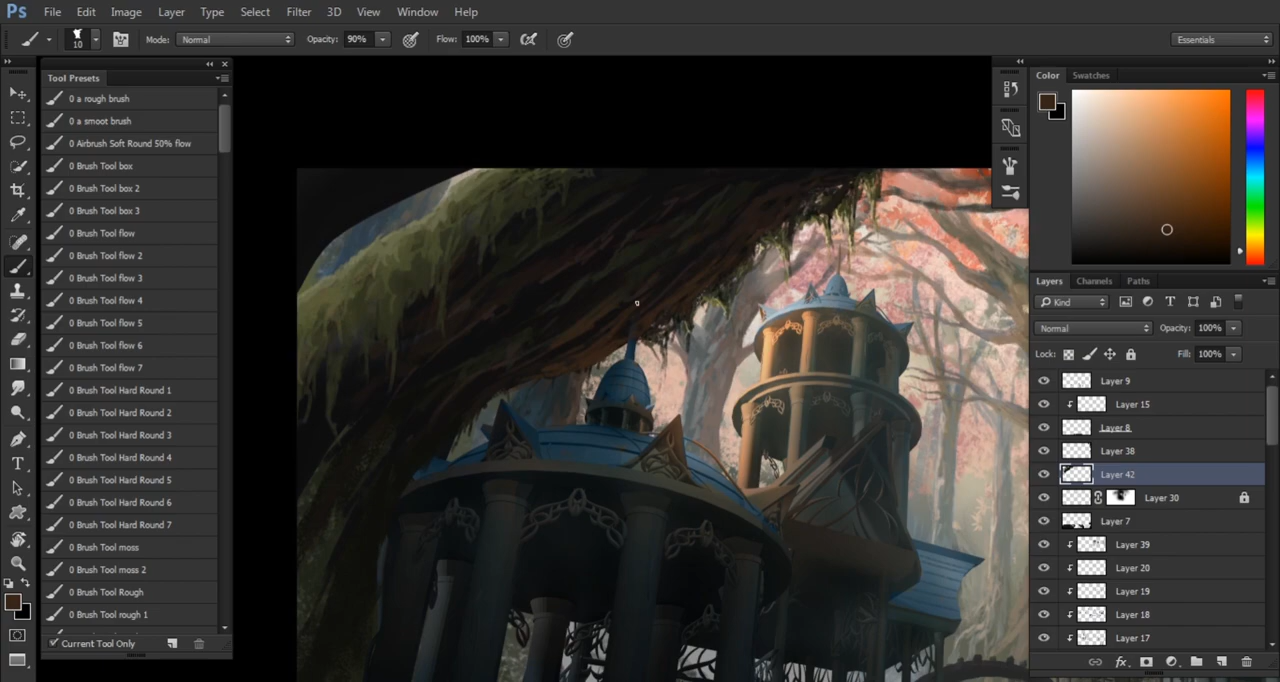 Ps File Edit Image Layer Type Select Filter 3D View Window Help
10 Mode: Normal Opacity: 90% Flow: 100% Essentials
Tool Presets
0 a rough brush
0 a smoot brush
0 Airbrush Soft Round 50% flow
0 Brush Tool box
0 Brush Tool box 2
0 Brush Tool box 3
0 Brush Tool flow
0 Brush Tool flow 2
0 Brush Tool flow 3
0 Brush Tool flow 4
0 Brush Tool flow 5
0 Brush Tool flow 6
0 Brush Tool flow 7
0 Brush Tool Hard Round 1
0 Brush Tool Hard Round 2
0 Brush Tool Hard Round 3
0 Brush Tool Hard Round 4
0 Brush Tool Hard Round 5
0 Brush Tool Hard Round 6
0 Brush Tool Hard Round 7
0 Brush Tool moss
0 Brush Tool moss 2
0 Brush Tool Rough
0 Brush Tool rough 1
Current Tool Only
Color Swatches
Layers Channels Paths
Kind
Normal Opacity: 100%
Lock: Fill: 100%
Layer 9
Layer 15
Layer 8
Layer 38
Layer 42
Layer 30
Layer 7
Layer 39
Layer 20
Layer 19
Layer 18
Layer 17
fx